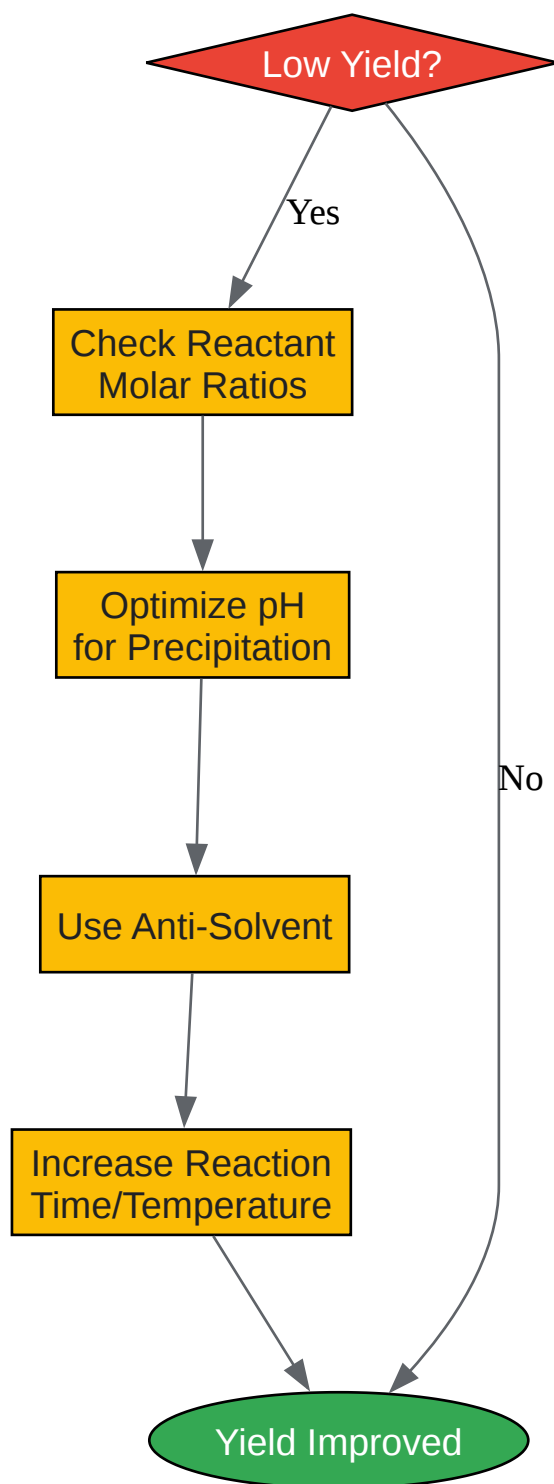 Low Yield?
Yes
Check Reactant
Molar Ratios
Optimize pH
for Precipitation
No
Use Anti-Solvent
Increase Reaction
Time/Temperature
Yield Improved